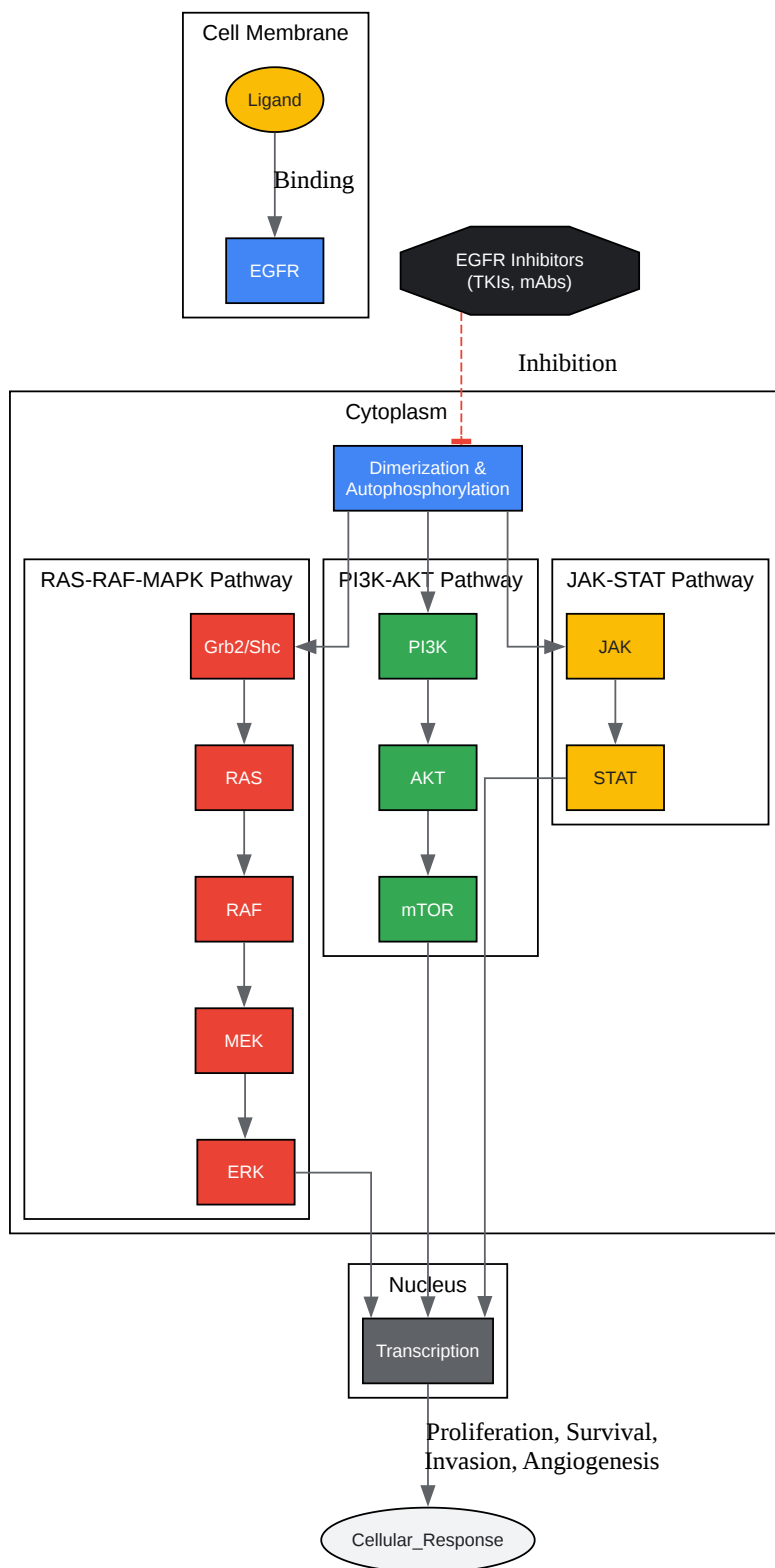 Cell Membrane
Ligand
Binding
EGFR
EGFR Inhibitors
(TKIs, mAbs)
Inhibition
Cytoplasm
Dimerization &
Autophosphorylation
RAS-RAF-MAPK Pathway
Grb2/Shc
RAS
RAF
MEK
ERK
PI3K-AKT Pathway
PI3K
AKT
mTOR
JAK-STAT Pathway
JAK
STAT
Nucleus
Transcription
Proliferation, Survival,
Invasion, Angiogenesis
Cellular_Response